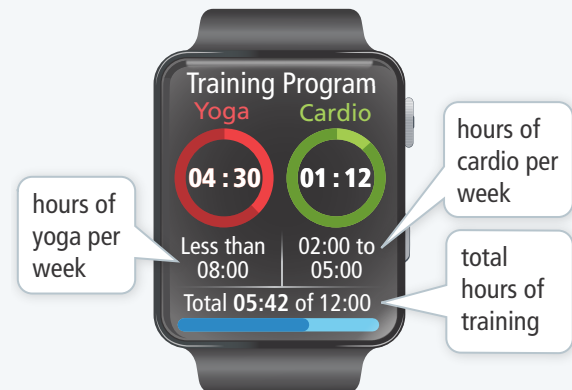 Training Program
Yoga
Cardio
04 : 30
01 : 12
Less than
08:00
02:00 to
05:00
Total 05:42 of 12:00
hours of
yoga per
week
hours of
cardio per
week
total
hours of
training